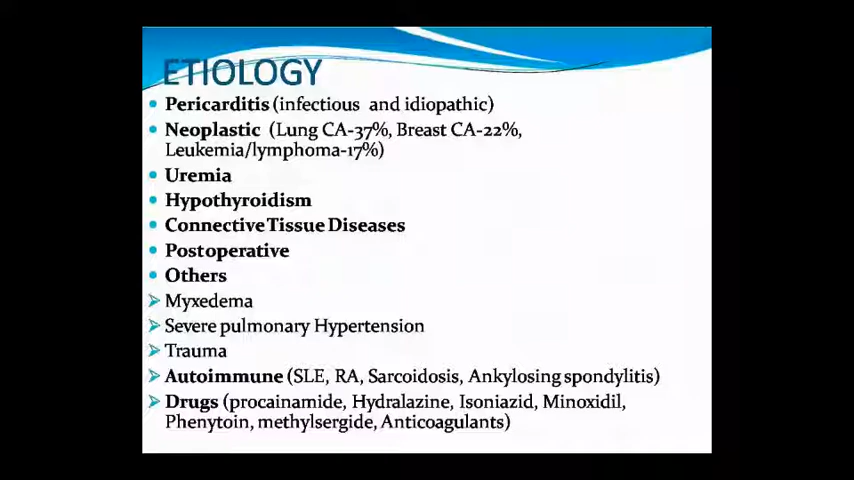 ETIOLOGY
Pericarditis (infectious and idiopathic)
Neoplastic (Lung CA-37%, Breast CA-22%,
Leukemia/lymphoma-17%)
Uremia
Hypothyroidism
Connective Tissue Diseases
Postoperative
Others
Myxedema
Severe pulmonary Hypertension
Trauma
Autoimmune (SLE, RA, Sarcoidosis, Ankylosing spondylitis)
Drugs (procainamide, Hydralazine, Isoniazid, Minoxidil,
Phenytoin, methylsergide, Anticoagulants)